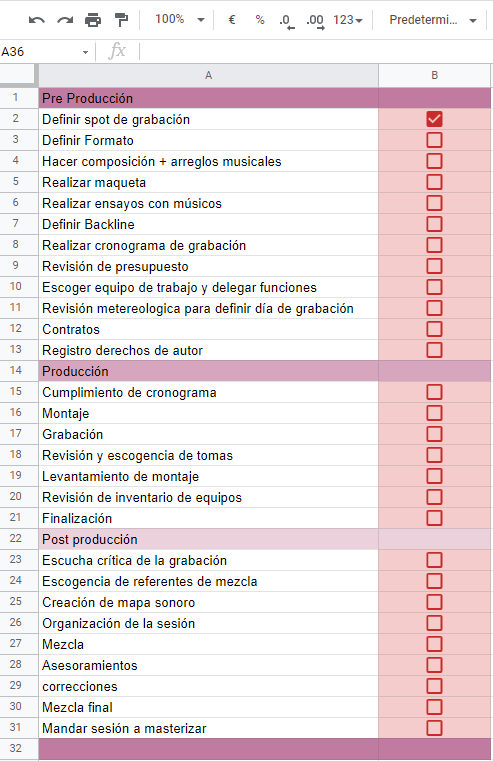 100% € % .0 .00 123 Predetermi...
A36 fx
A B
1 Pre Producción
2 Definir spot de grabación
3 Definir Formato
4 Hacer composición + arreglos musicales
5 Realizar maqueta
6 Realizar ensayos con músicos
7 Definir Backline
8 Realizar cronograma de grabación
9 Revisión de presupuesto
10 Escoger equipo de trabajo y delegar funciones
11 Revisión metereologica para definir día de grabación
12 Contratos
13 Registro derechos de autor
14 Producción
15 Cumplimiento de cronograma
16 Montaje
17 Grabación
18 Revisión y escogencia de tomas
19 Levantamiento de montaje
20 Revisión de inventario de equipos
21 Finalización
22 Post producción
23 Escucha crítica de la grabación
24 Escogencia de referentes de mezcla
25 Creación de mapa sonoro
26 Organización de la sesión
27 Mezcla
28 Asesoramientos
29 correcciones
30 Mezcla final
31 Mandar sesión a masterizar
32